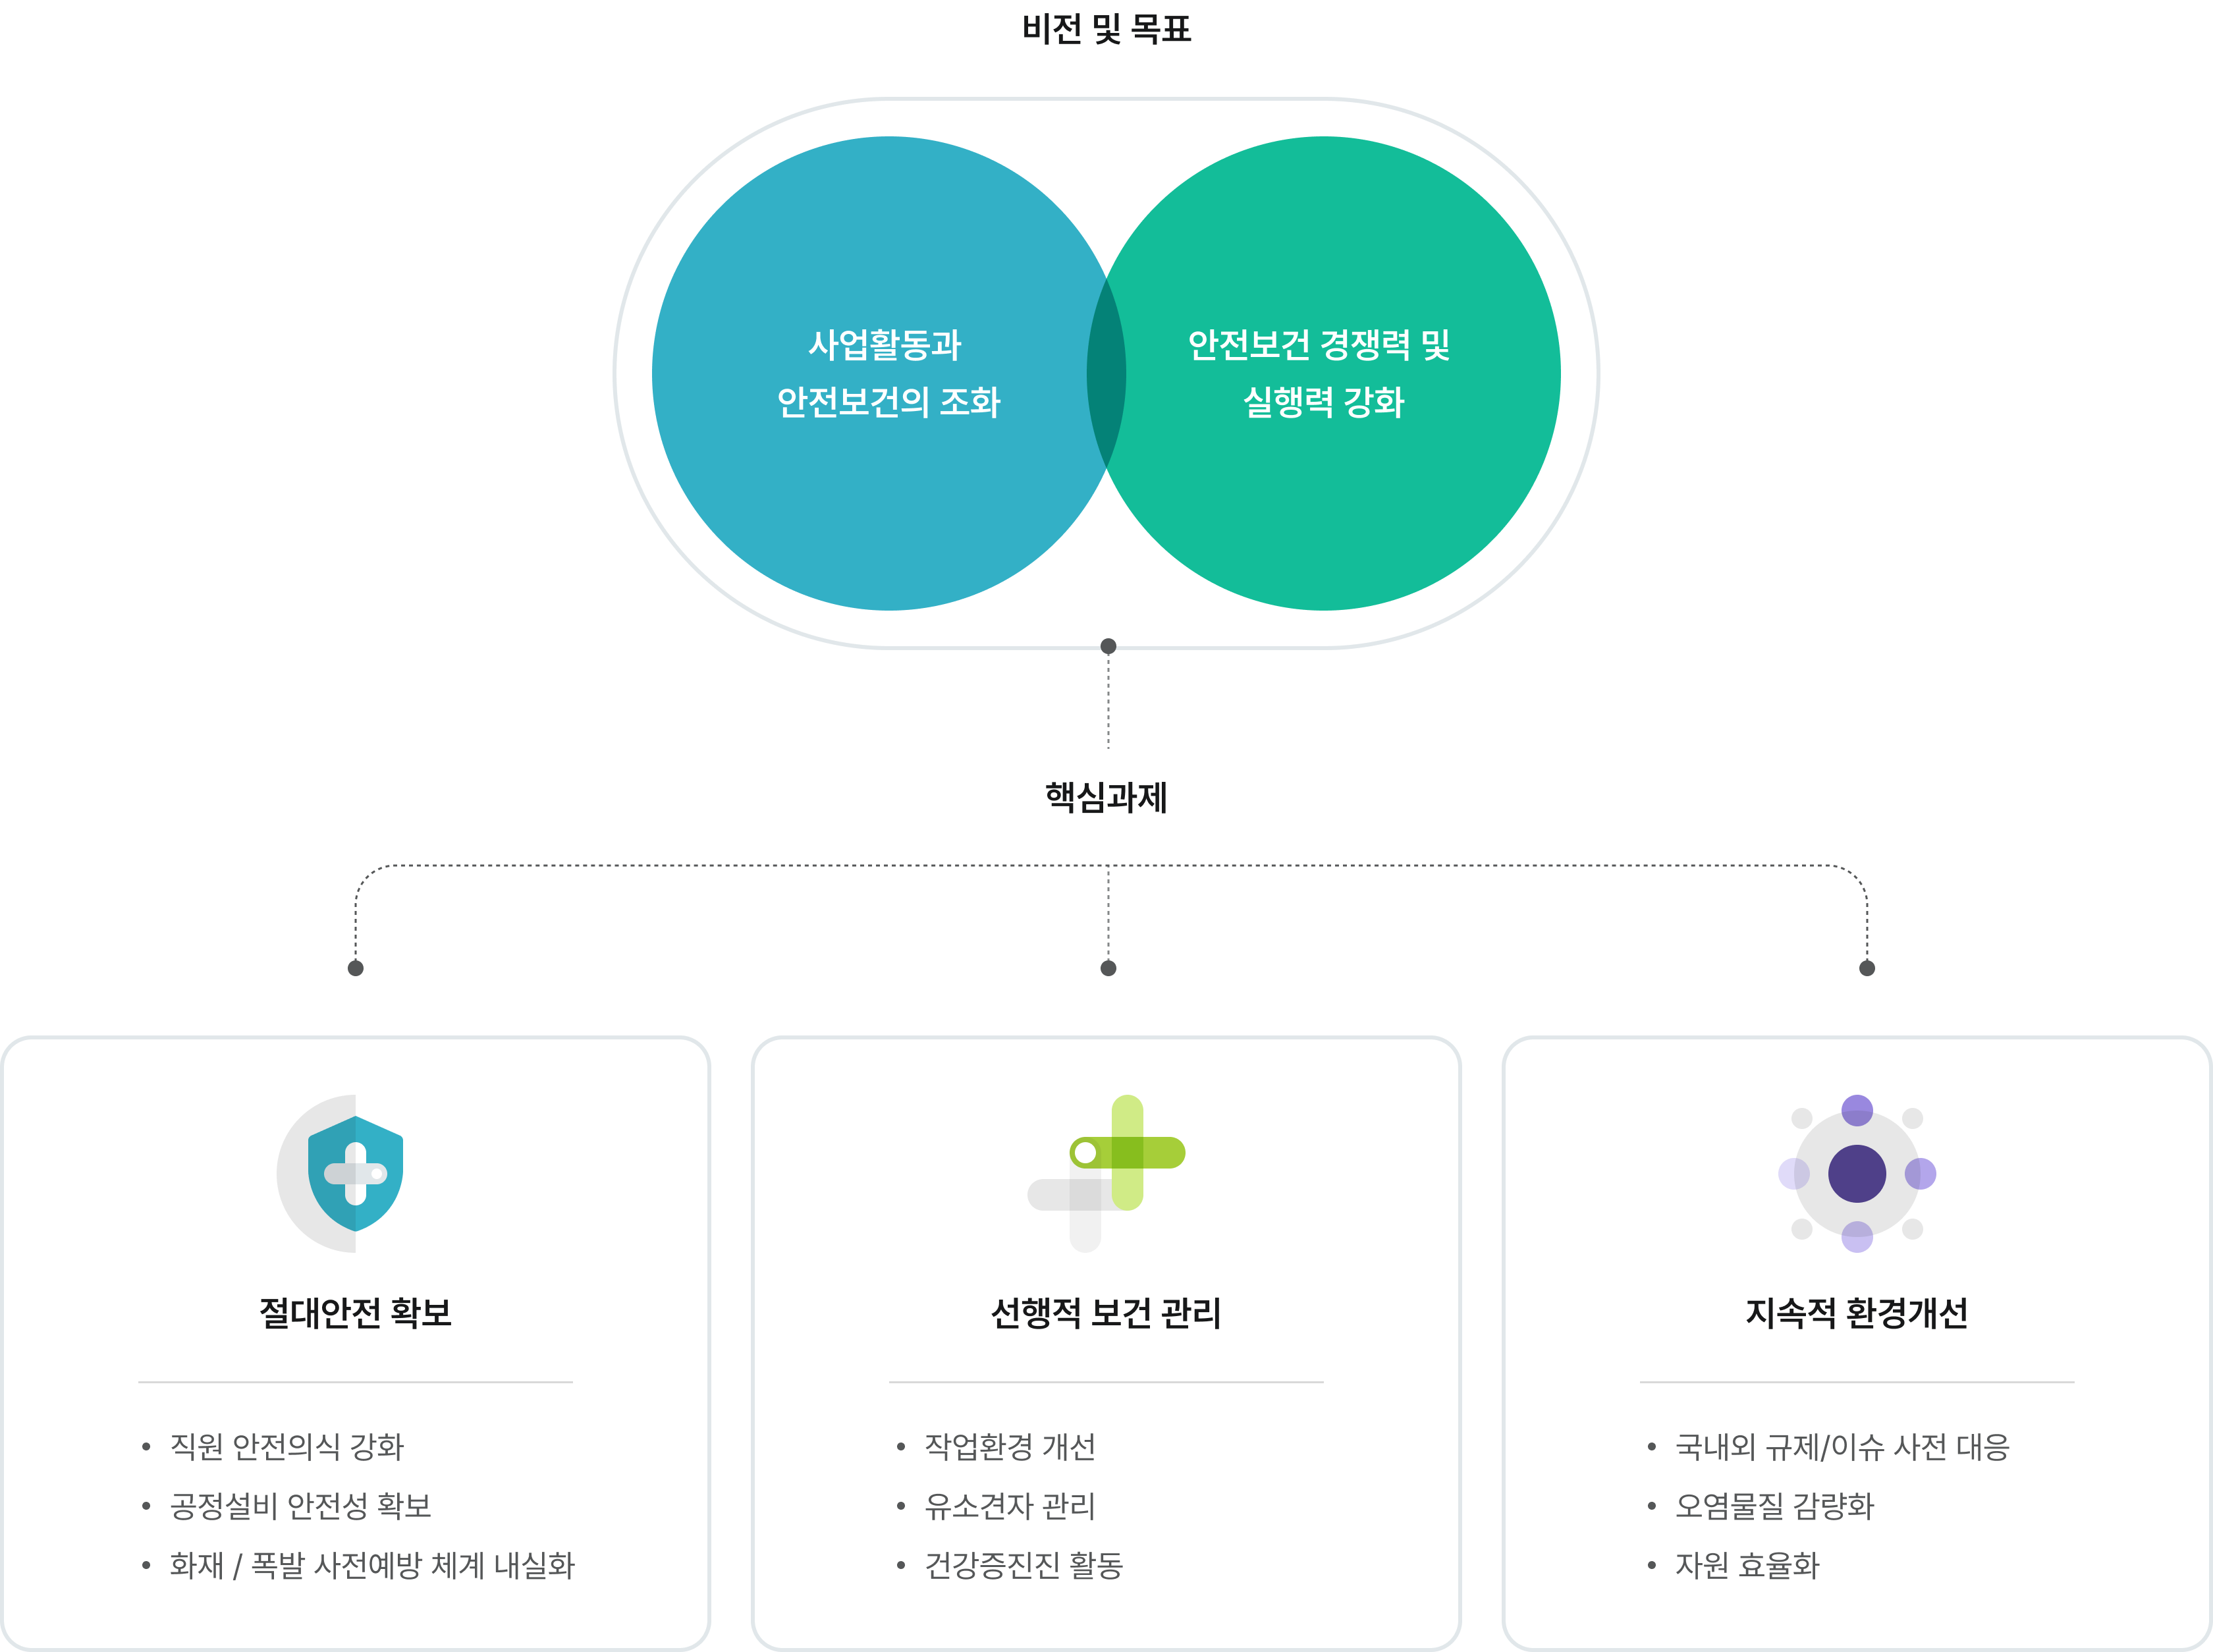 비전 및 목표
사업활동과
안전보건의 조화
안전보건 경쟁력 및
실행력 강화
핵심과제
절대안전 확보
• 직원 안전의식 강화
• 공정설비 안전성 확보
• 화재 / 폭발 사전예방 체계 내실화
선행적 보건 관리
• 작업환경 개선
• 유소견자 관리
• 건강증진진 활동
지속적 환경개선
• 국내외 규제/이슈 사전 대응
• 오염물질 감량화
• 자원 효율화